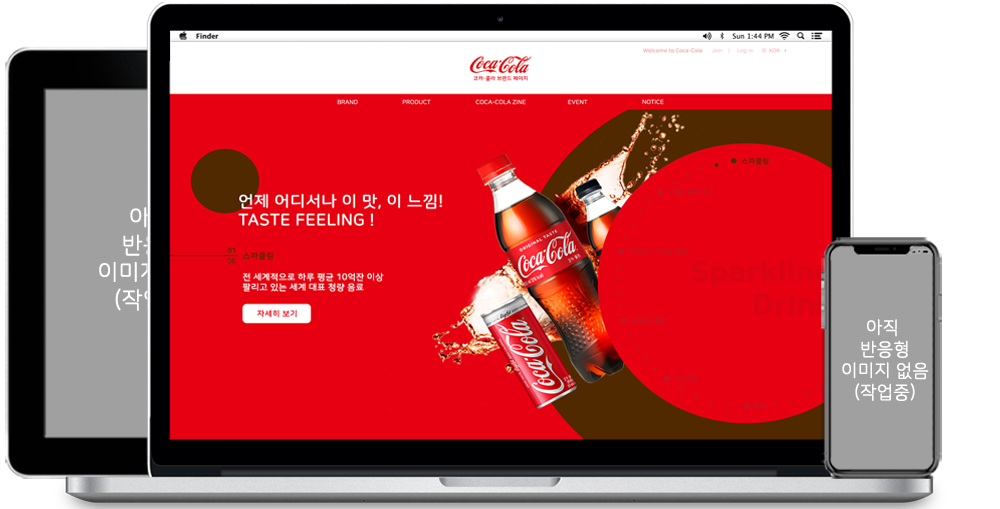 Finder
Sun 1:44 PM
Welcome to Coca-Cola Join | Log In KOR
Coca-Cola
코카-콜라 브랜드 페이지
BRAND PRODUCT COCA-COLA ZINE EVENT NOTICE
스파클링
언제 어디서나 이 맛, 이 느낌!
TASTE FEELING !
01
06
스파클링
전 세계적으로 하루 평균 10억잔 이상
팔리고 있는 세계 대표 청량 음료
자세히 보기
ORIGINAL TASTE
Coca-Cola
Coca-Cola
light
Sparklin
Drin
아
반
이미
(작
아직
반응형
이미지 없음
(작업중)